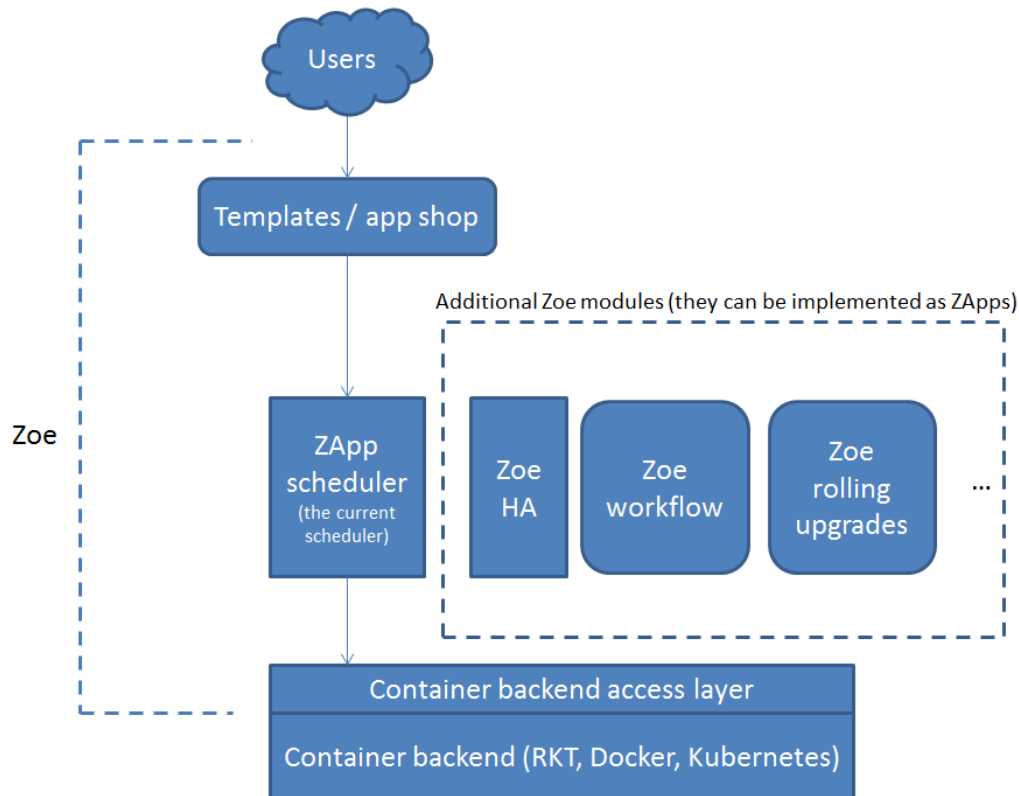 Users
Templates / app shop
Additional Zoe modules (they can be implemented as ZApps)
Zoe
ZApp
scheduler
(the current
scheduler)
Zoe
HA
Zoe
workflow
Zoe
rolling
upgrades
...
Container backend access layer
Container backend (RKT, Docker, Kubernetes)